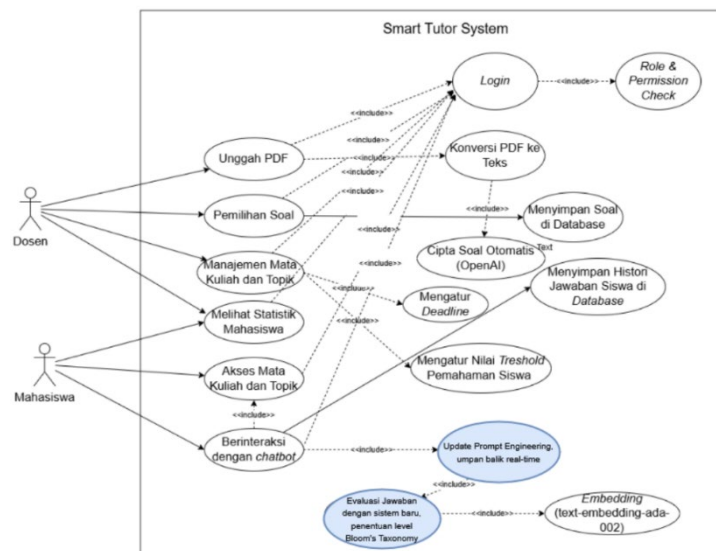 Smart Tutor System
Login
<<include>>
Role &
Permission
Check
<<include>>
<<include>>
<<include>>
<<include>>
<<include>>
<<include>>
<<include>>
Unggah PDF
<<include>>
Konversi PDF ke
Teks
Dosen
Pemilihan Soal
<<include>>
Menyimpan Soal
di Database
Cipta Soal Otomatis
(OpenAI)
Text
Manajemen Mata
Kuliah dan Topik
<<include>>
<<include>>
Mengatur
Deadline
Menyimpan Histori
Jawaban Siswa di
Database
Melihat Statistik
Mahasiswa
Mahasiswa
Akses Mata
Kuliah dan Topik
Mengatur Nilai Treshold
Pemahaman Siswa
<<include>>
<<include>>
Berinteraksi
dengan chatbot
<<include>>
Update Prompt Engineering,
umpan balik real-time
<<include>>
Evaluasi Jawaban
dengan sistem baru,
penentuan level
Bloom's Taxonomy
<<include>>
Embedding
(text-embedding-ada-
002)